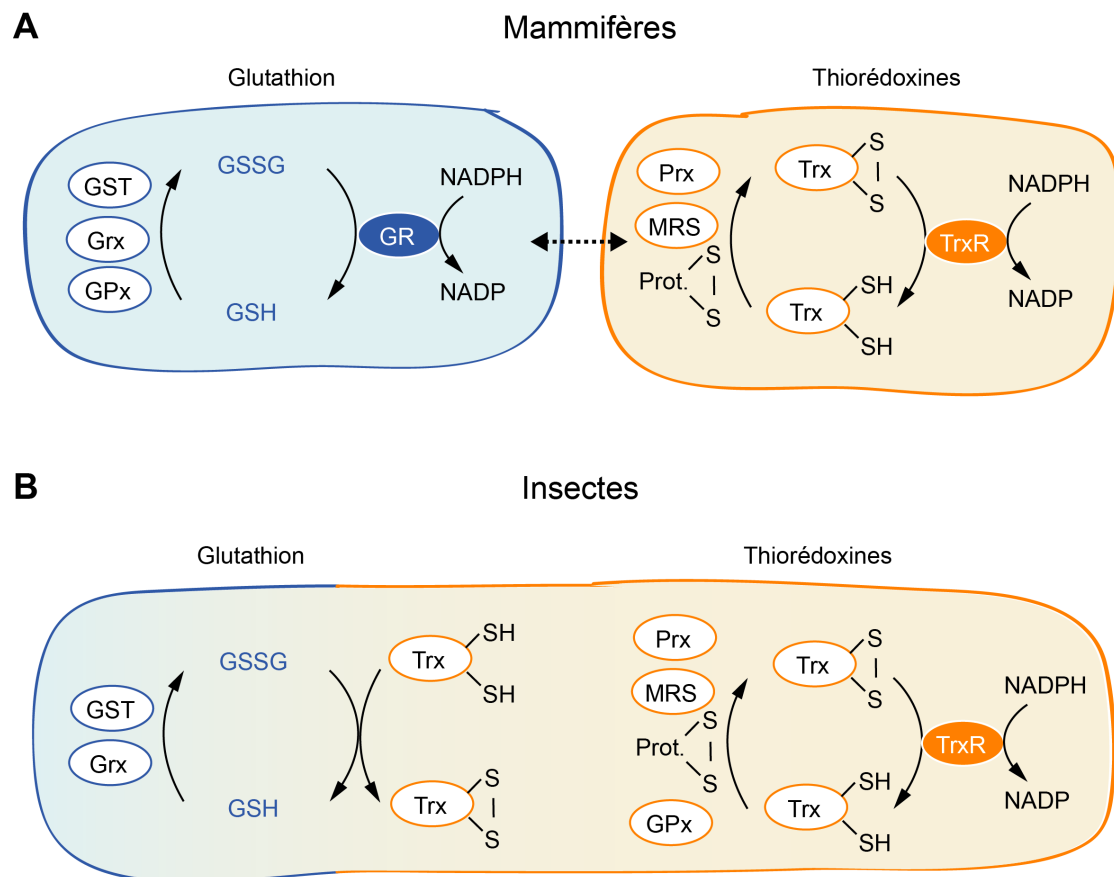 A
Mammifères
Glutathion
GST
Grx
GPx
GSSG
GSH
NADPH
GR
NADP
Thiorédoxines
Prx
MRS
Prot.
S
S
Trx
S
S
Trx
SH
SH
NADPH
TrxR
NADP
B
Insectes
Glutathion
GST
Grx
GSSG
GSH
Trx
SH
SH
Trx
S
S
Thiorédoxines
Prx
MRS
Prot.
S
S
GPx
Trx
S
S
Trx
SH
SH
NADPH
TrxR
NADP